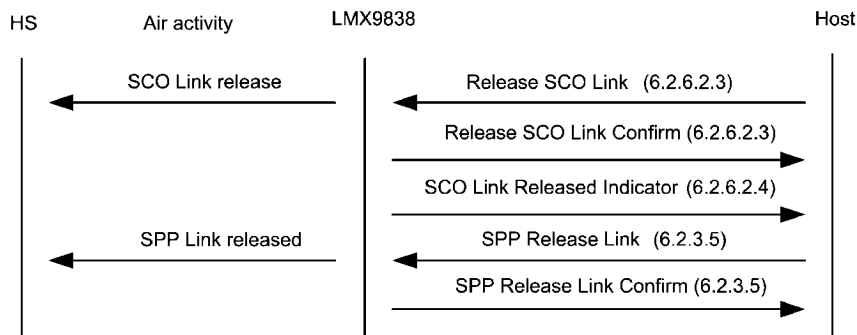 HS Air activity LMX9838 Host
SCO Link release Release SCO Link (6.2.6.2.3)
Release SCO Link Confirm (6.2.6.2.3)
SCO Link Released Indicator (6.2.6.2.4)
SPP Link released SPP Release Link (6.2.3.5)
SPP Release Link Confirm (6.2.3.5)